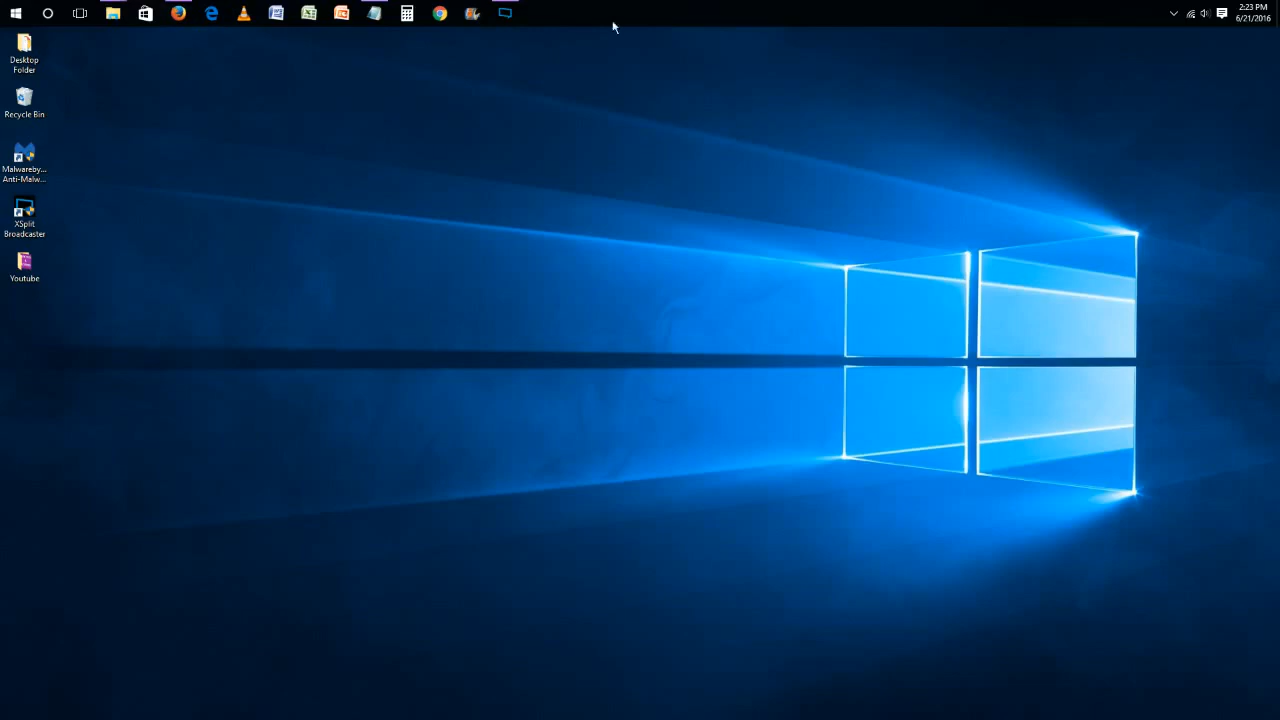 2:23 PM
6/21/2016
Desktop
Folder
Recycle Bin
Malwareby...
Anti-Malw...
XSplit
Broadcaster
Youtube